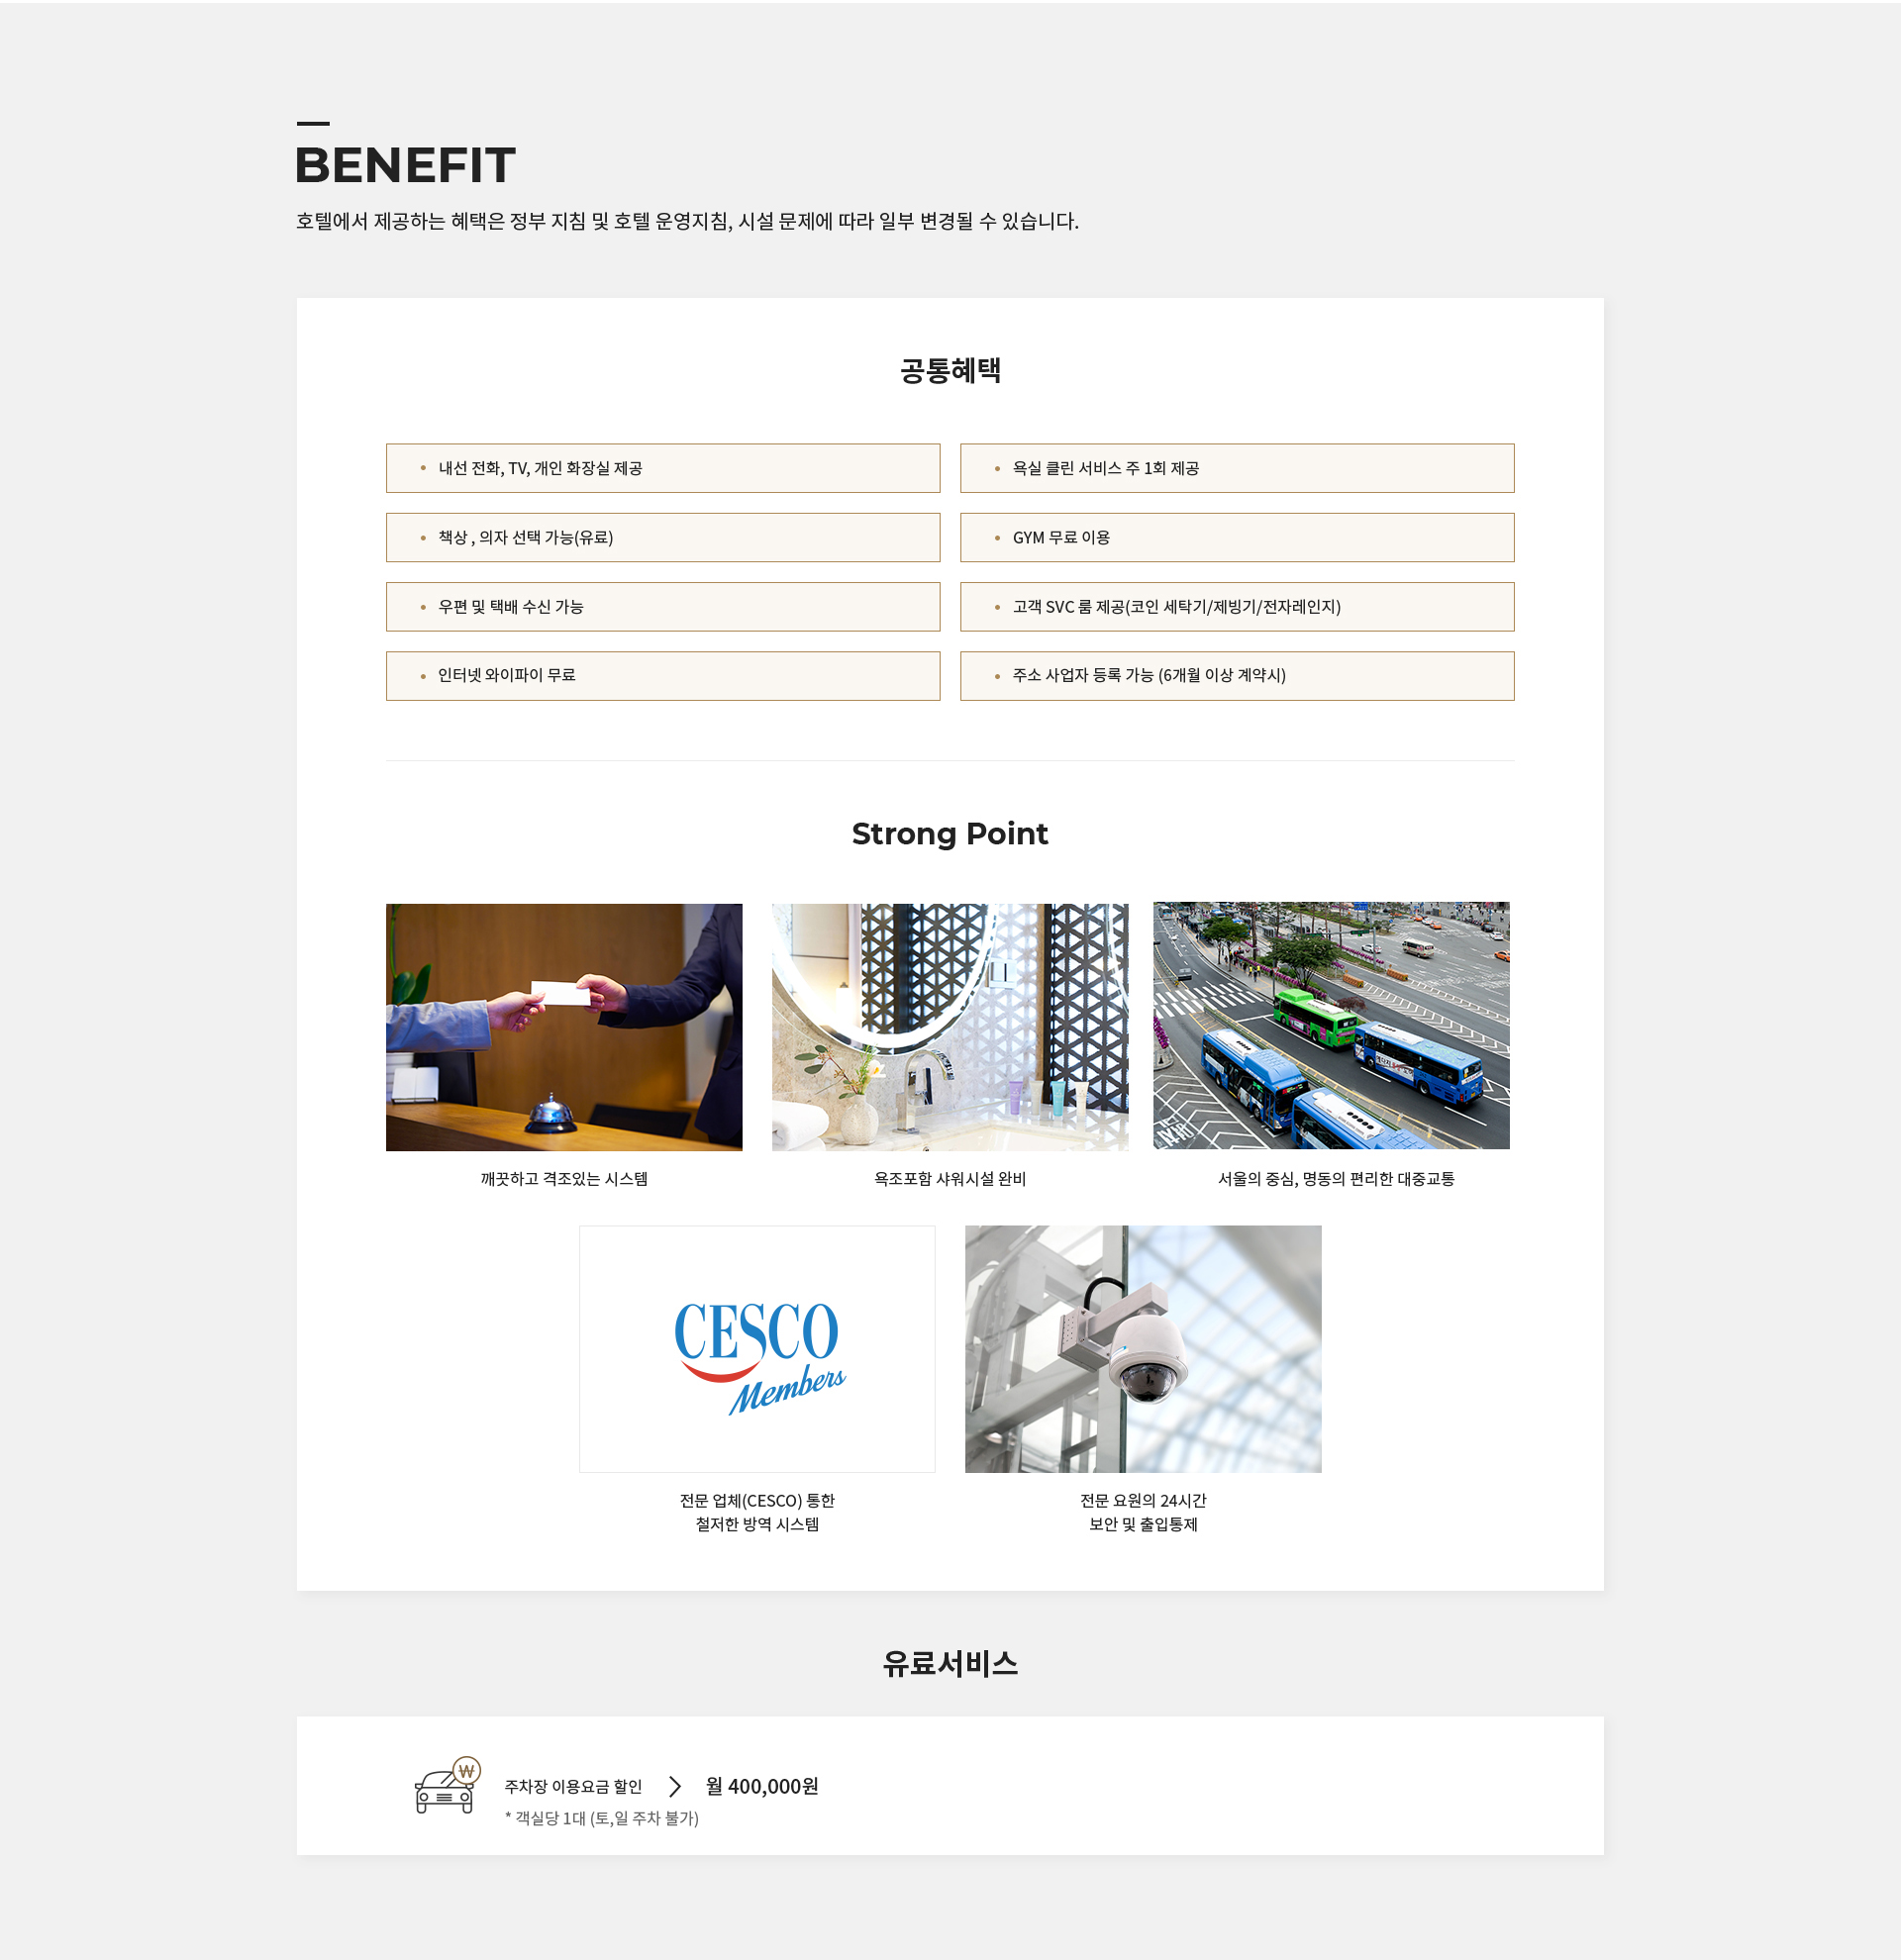 BENEFIT
호텔에서 제공하는 혜택은 정부 지침 및 호텔 운영지침, 시설 문제에 따라 일부 변경될 수 있습니다.
공통혜택
• 내선 전화, TV, 개인 화장실 제공
• 욕실 클린 서비스 주 1회 제공
• 책상 , 의자 선택 가능(유료)
• GYM 무료 이용
• 우편 및 택배 수신 가능
• 고객 SVC 룸 제공(코인 세탁기/제빙기/전자레인지)
• 인터넷 와이파이 무료
• 주소 사업자 등록 가능 (6개월 이상 계약시)
Strong Point
깨끗하고 격조있는 시스템
욕조포함 샤워시설 완비
서울의 중심, 명동의 편리한 대중교통
CESCO
Members
전문 업체(CESCO) 통한
철저한 방역 시스템
전문 요원의 24시간
보안 및 출입통제
유료서비스
₩
주차장 이용요금 할인 > 월 400,000원
* 객실당 1대 (토,일 주차 불가)